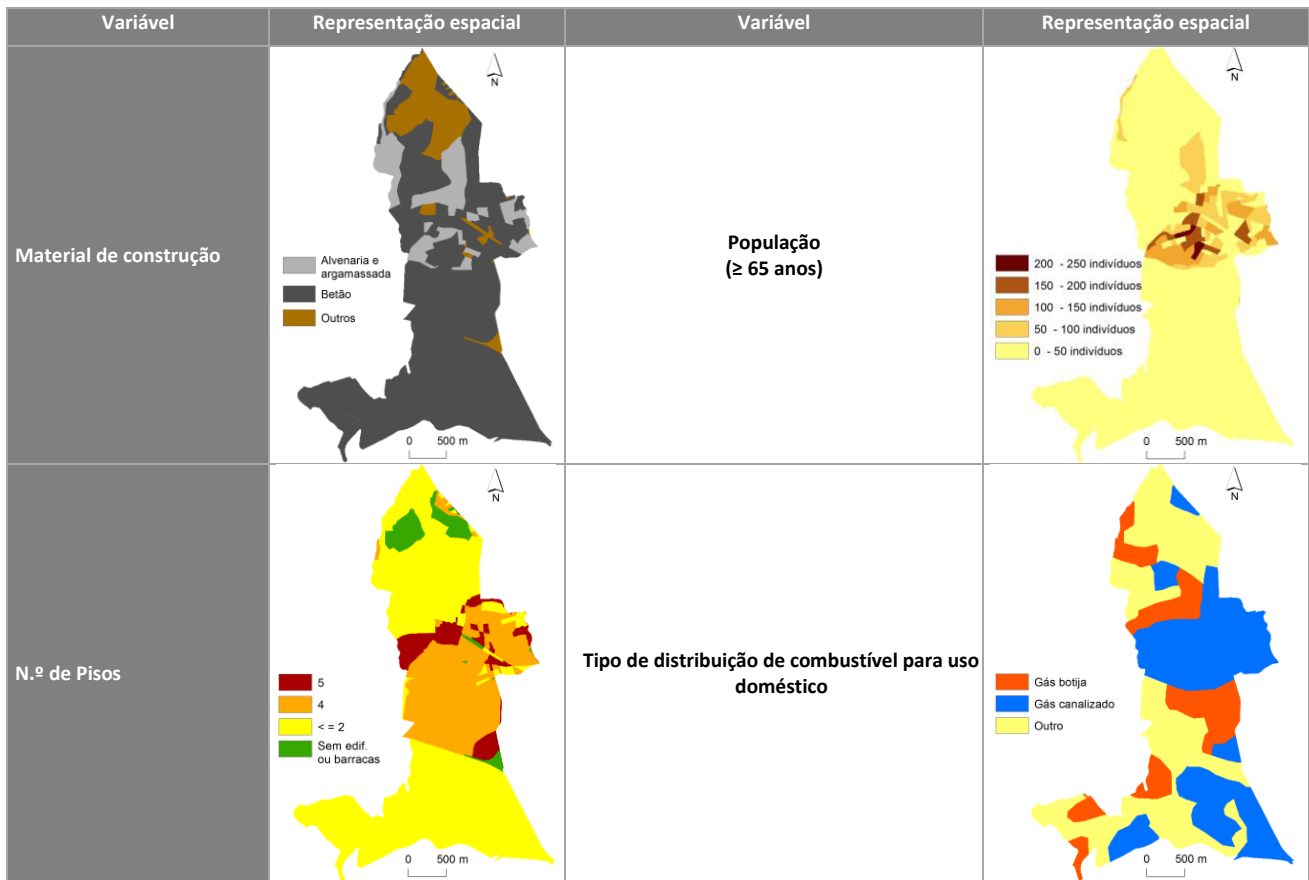 Variável
Representação espacial
Variável
Representação espacial
Material de construção
N
Alvenaria e
argamassada
Betão
Outros
0 500 m
População
(≥ 65 anos)
N
200 - 250 indivíduos
150 - 200 indivíduos
100 - 150 indivíduos
50 - 100 indivíduos
0 - 50 indivíduos
0 500 m
N.º de Pisos
N
5
4
< = 2
Sem edif.
ou barracas
0 500 m
Tipo de distribuição de combustível para uso
doméstico
N
Gás botija
Gás canalizado
Outro
0 500 m